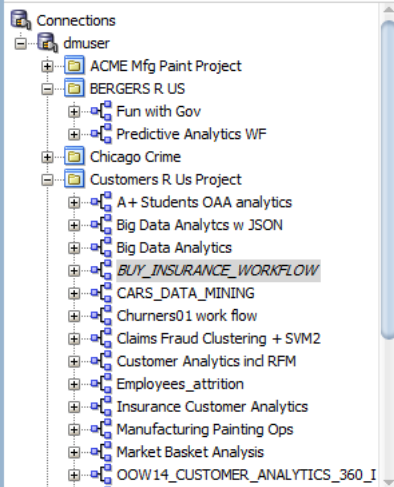 Connections
dmuser
ACME Mfg Paint Project
BERGERS R US
Fun with Gov
Predictive Analytics WF
Chicago Crime
Customers R Us Project
A+ Students OAA analytics
Big Data Analytcs w JSON
Big Data Analytics
BUY_INSURANCE_WORKFLOW
CARS_DATA_MINING
Churners01 work flow
Claims Fraud Clustering + SVM2
Customer Analytics incl RFM
Employees_attrition
Insurance Customer Analytics
Manufacturing Painting Ops
Market Basket Analysis
OOW14_CUSTOMER_ANALYTICS_360_I